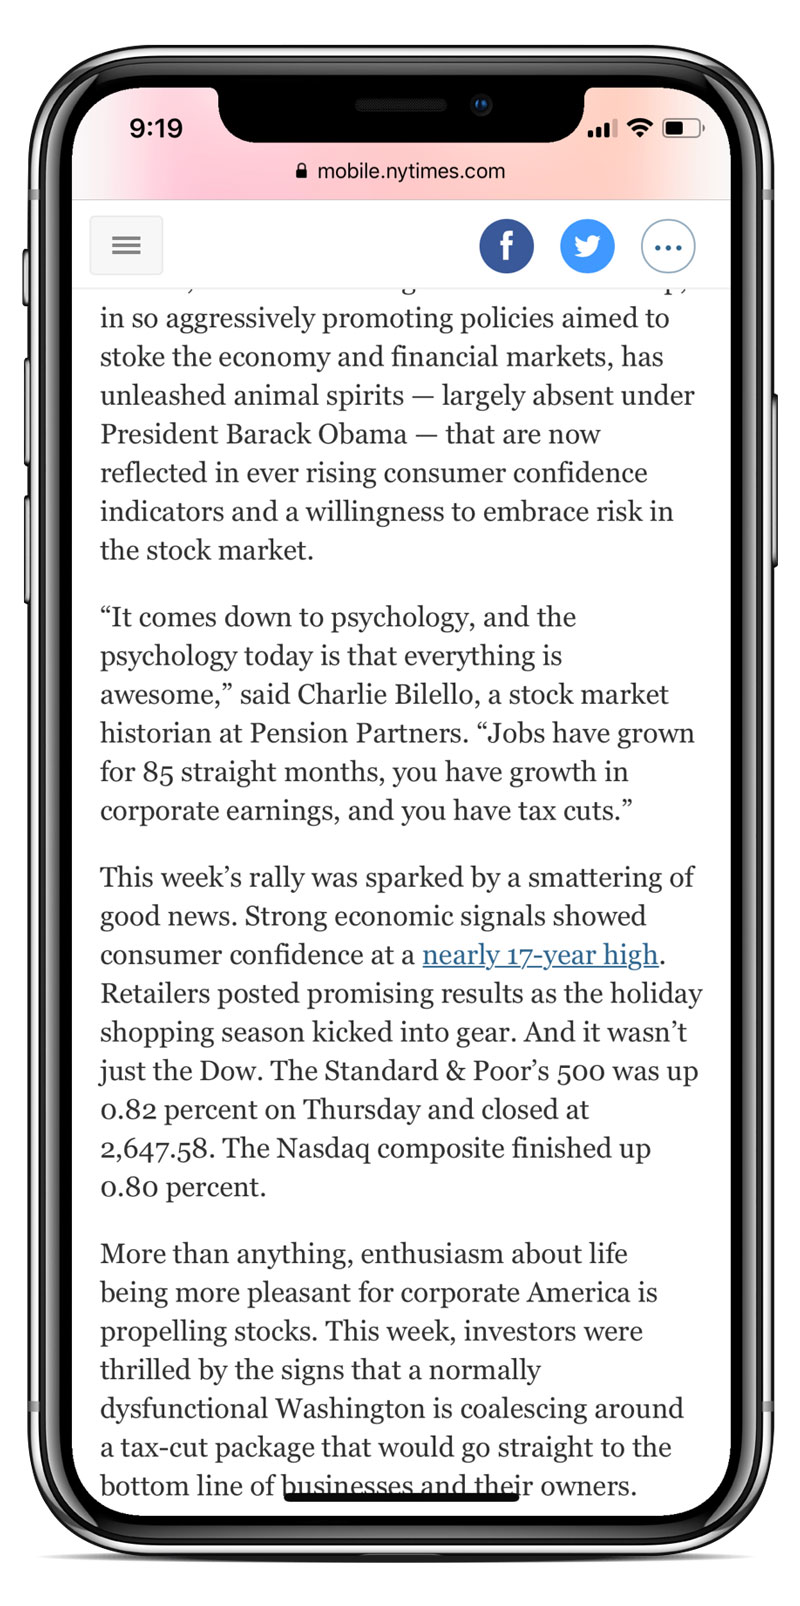 9:19
mobile.nytimes.com
in so aggressively promoting policies aimed to
stoke the economy and financial markets, has
unleashed animal spirits — largely absent under
President Barack Obama — that are now
reflected in ever rising consumer confidence
indicators and a willingness to embrace risk in
the stock market.
“It comes down to psychology, and the
psychology today is that everything is
awesome,” said Charlie Bilello, a stock market
historian at Pension Partners. “Jobs have grown
for 85 straight months, you have growth in
corporate earnings, and you have tax cuts.”
This week’s rally was sparked by a smattering of
good news. Strong economic signals showed
consumer confidence at a nearly 17-year high.
Retailers posted promising results as the holiday
shopping season kicked into gear. And it wasn’t
just the Dow. The Standard & Poor’s 500 was up
0.82 percent on Thursday and closed at
2,647.58. The Nasdaq composite finished up
0.80 percent.
More than anything, enthusiasm about life
being more pleasant for corporate America is
propelling stocks. This week, investors were
thrilled by the signs that a normally
dysfunctional Washington is coalescing around
a tax-cut package that would go straight to the
bottom line of businesses and their owners.